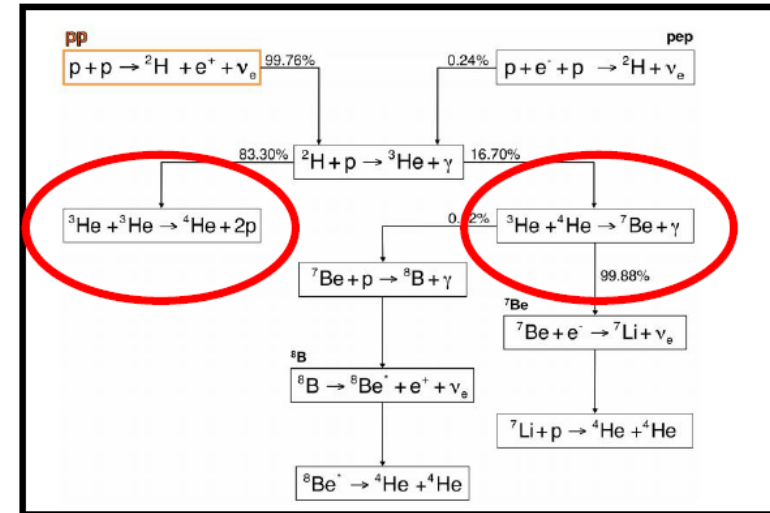 pp
pep
p + p → ²H + e⁺ + νₑ
99.76%
0.24%
p + e⁻ + p → ²H + νₑ
83.30%
²H + p → ³He + γ
16.70%
³He + ³He → ⁴He + 2p
³He + ⁴He → ⁷Be + γ
⁷Be + p → ⁸B + γ
99.88%
⁷Be
⁷Be + e⁻ → ⁷Li + νₑ
⁸B
⁸B → ⁸Be* + e⁺ + νₑ
⁷Li + p → ⁴He + ⁴He
⁸Be* → ⁴He + ⁴He